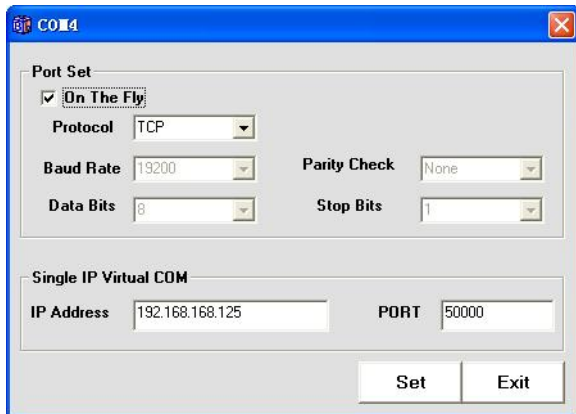 COM4
Port Set
On The Fly
Protocol TCP
Baud Rate 19200 Parity Check None
Data Bits 8 Stop Bits 1
Single IP Virtual COM
IP Address 192.168.168.125 PORT 50000
Set Exit